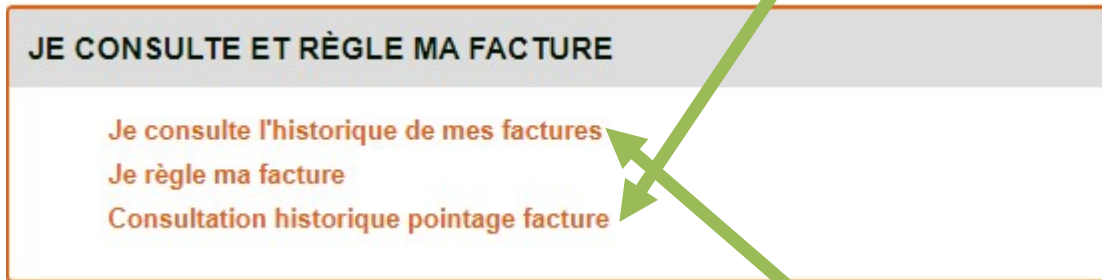 JE CONSULTE ET RÈGLE MA FACTURE
Je consulte l'historique de mes factures
Je règle ma facture
Consultation historique pointage facture